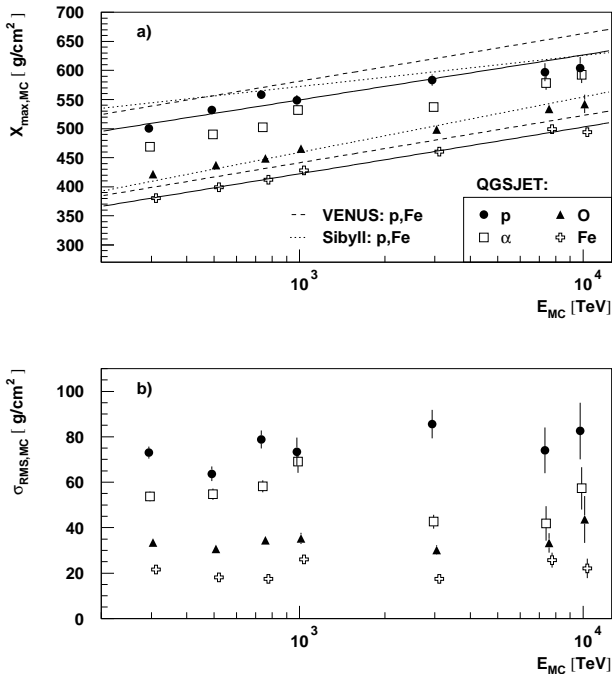 a)
X_max,MC [ g/cm² ]
700
650
600
550
500
450
400
350
300
QGSJET:
VENUS: p,Fe
Sibyll: p,Fe
p
O
α
Fe
10³
10⁴
E_MC [TeV]
b)
σ_RMS,MC [ g/cm² ]
100
80
60
40
20
0
10³
10⁴
E_MC [TeV]